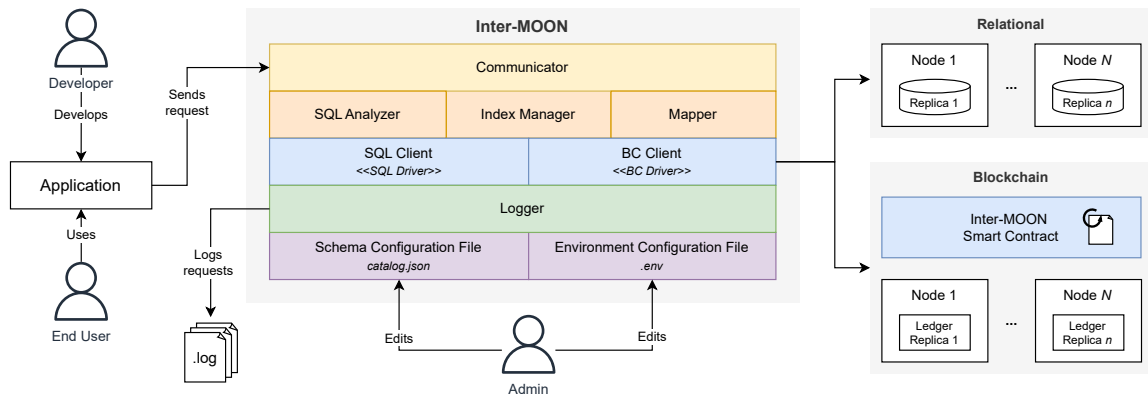 Developer
Develops
Application
Uses
End User
Sends
request
Logs
requests
.log
Inter-MOON
Communicator
SQL Analyzer
Index Manager
Mapper
SQL Client
<<SQL Driver>>
BC Client
<<BC Driver>>
Logger
Schema Configuration File
catalog.json
Environment Configuration File
.env
Edits
Edits
Admin
Relational
Node 1
Replica 1
...
Node N
Replica n
Blockchain
Inter-MOON
Smart Contract
Node 1
Ledger
Replica 1
...
Node N
Ledger
Replica n